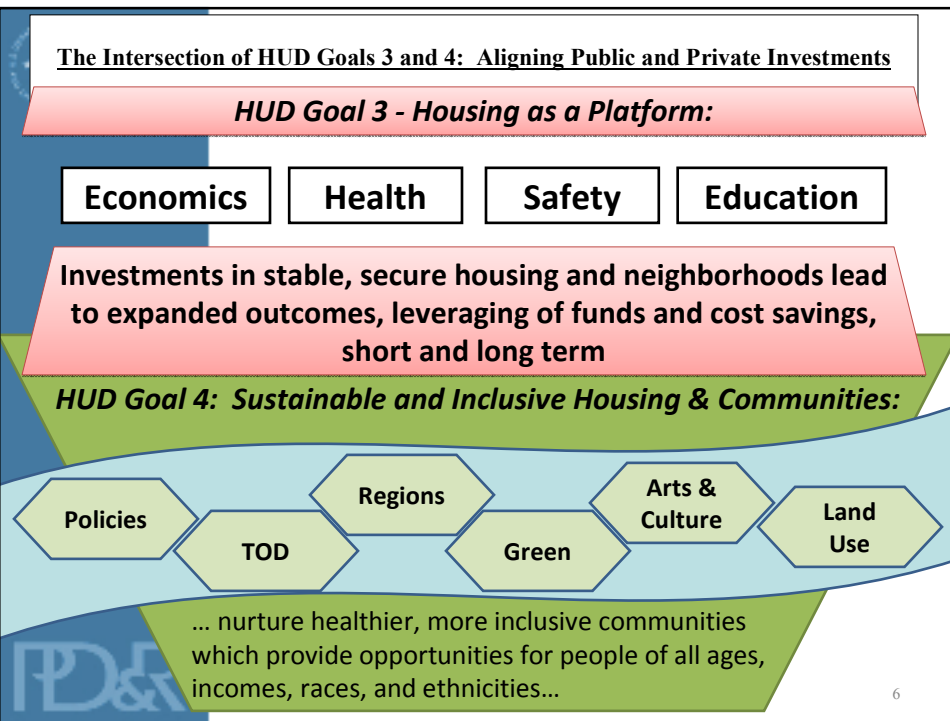 The Intersection of HUD Goals 3 and 4: Aligning Public and Private Investments
HUD Goal 3 - Housing as a Platform:
Economics
Health
Safety
Education
Investments in stable, secure housing and neighborhoods lead
to expanded outcomes, leveraging of funds and cost savings,
short and long term
HUD Goal 4: Sustainable and Inclusive Housing & Communities:
Policies
TOD
Regions
Green
Arts &
Culture
Land
Use
… nurture healthier, more inclusive communities
which provide opportunities for people of all ages,
incomes, races, and ethnicities…
PD&R
6